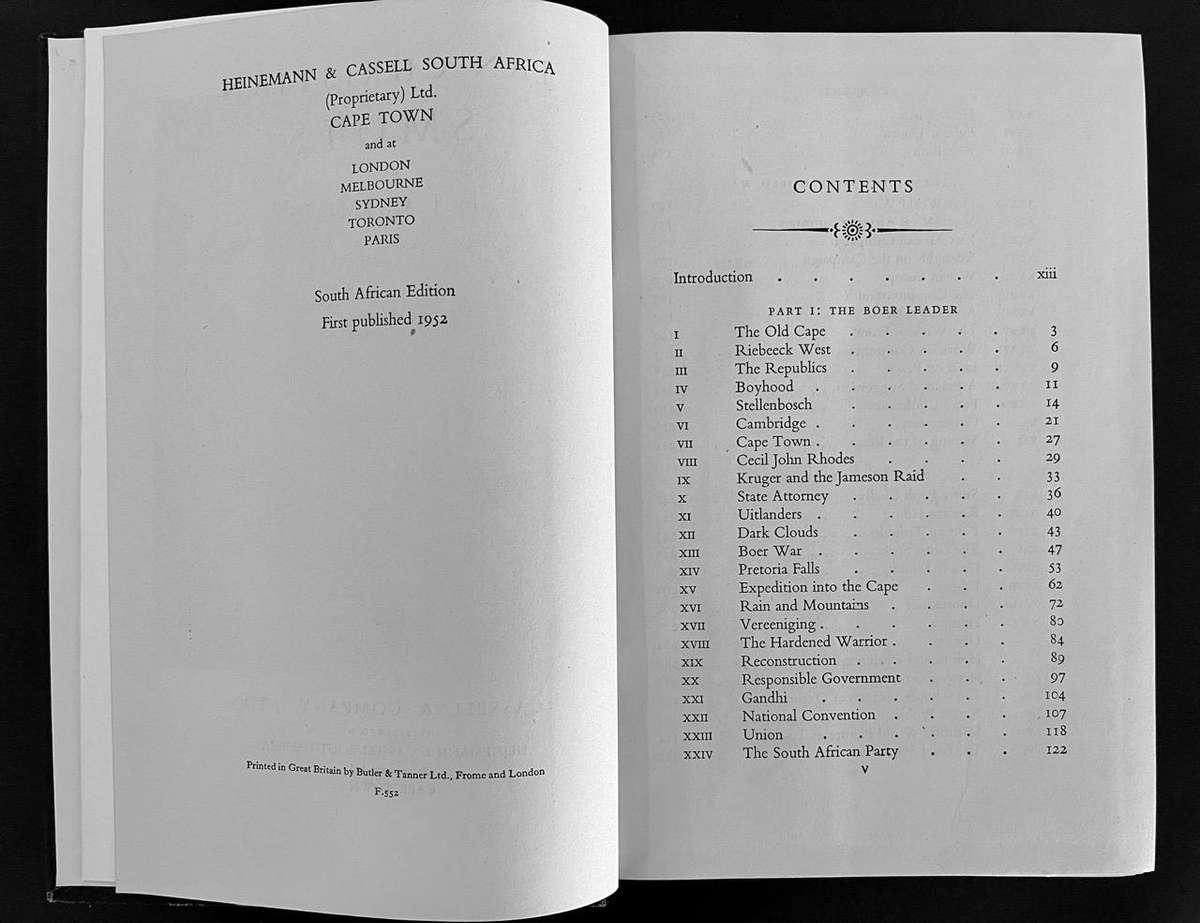 HEINEMANN & CASSELL SOUTH AFRICA
(Proprietary) Ltd.
CAPE TOWN
and at
LONDON
MELBOURNE
SYDNEY
TORONTO
PARIS
South African Edition
First published 1952
Printed in Great Britain by Butler & Tanner Ltd., Frome and London
F.552
CONTENTS
Introduction . . . . . . . xiii
PART I: THE BOER LEADER
I The Old Cape . . . . . 3
II Riebeeck West . . . . . 6
III The Republics . . . . . 9
IV Boyhood . . . . . . 11
V Stellenbosch . . . . . 14
VI Cambridge . . . . . . 21
VII Cape Town . . . . . . 27
VIII Cecil John Rhodes . . . . 29
IX Kruger and the Jameson Raid . . 33
X State Attorney . . . . . 36
XI Uitlanders . . . . . . 40
XII Dark Clouds . . . . . 43
XIII Boer War . . . . . . 47
XIV Pretoria Falls . . . . . 53
XV Expedition into the Cape . . . 62
XVI Rain and Mountains . . . . 72
XVII Vereeniging . . . . . . 80
XVIII The Hardened Warrior . . . . 84
XIX Reconstruction . . . . . 89
XX Responsible Government . . . 97
XXI Gandhi . . . . . . 104
XXII National Convention . . . . 107
XXIII Union . . . . . . 118
XXIV The South African Party . . . 122
v